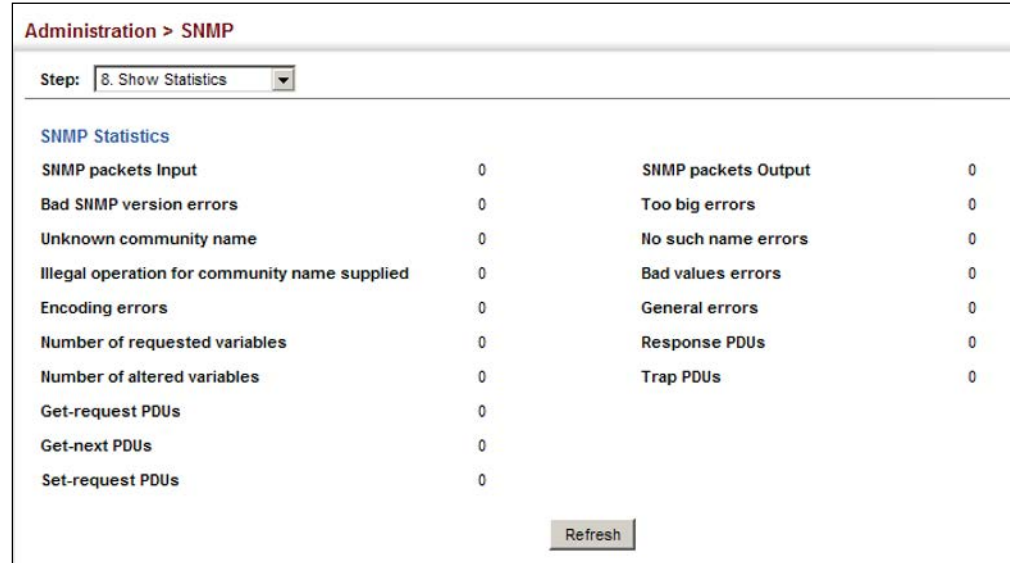 Administration > SNMP
Step: 8. Show Statistics
SNMP Statistics
SNMP packets Input 0 SNMP packets Output 0
Bad SNMP version errors 0 Too big errors 0
Unknown community name 0 No such name errors 0
Illegal operation for community name supplied 0 Bad values errors 0
Encoding errors 0 General errors 0
Number of requested variables 0 Response PDUs 0
Number of altered variables 0 Trap PDUs 0
Get-request PDUs 0
Get-next PDUs 0
Set-request PDUs 0
Refresh